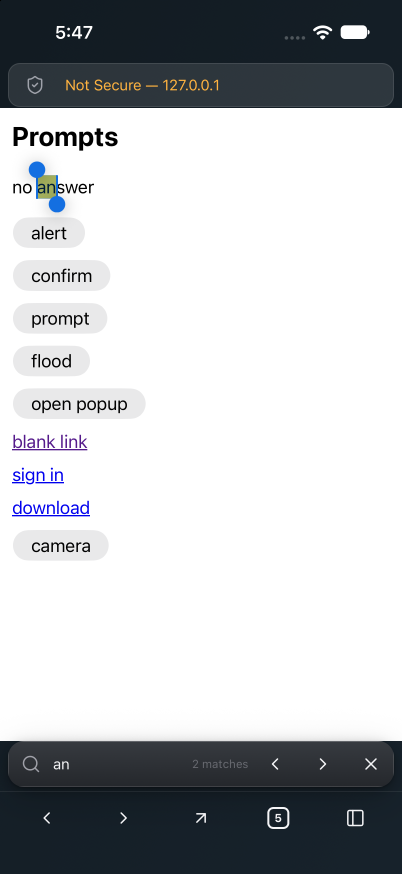 5:47
Not Secure — 127.0.0.1
Prompts
no answer
alert
confirm
prompt
flood
open popup
blank link
sign in
download
camera
an 2 matches
5